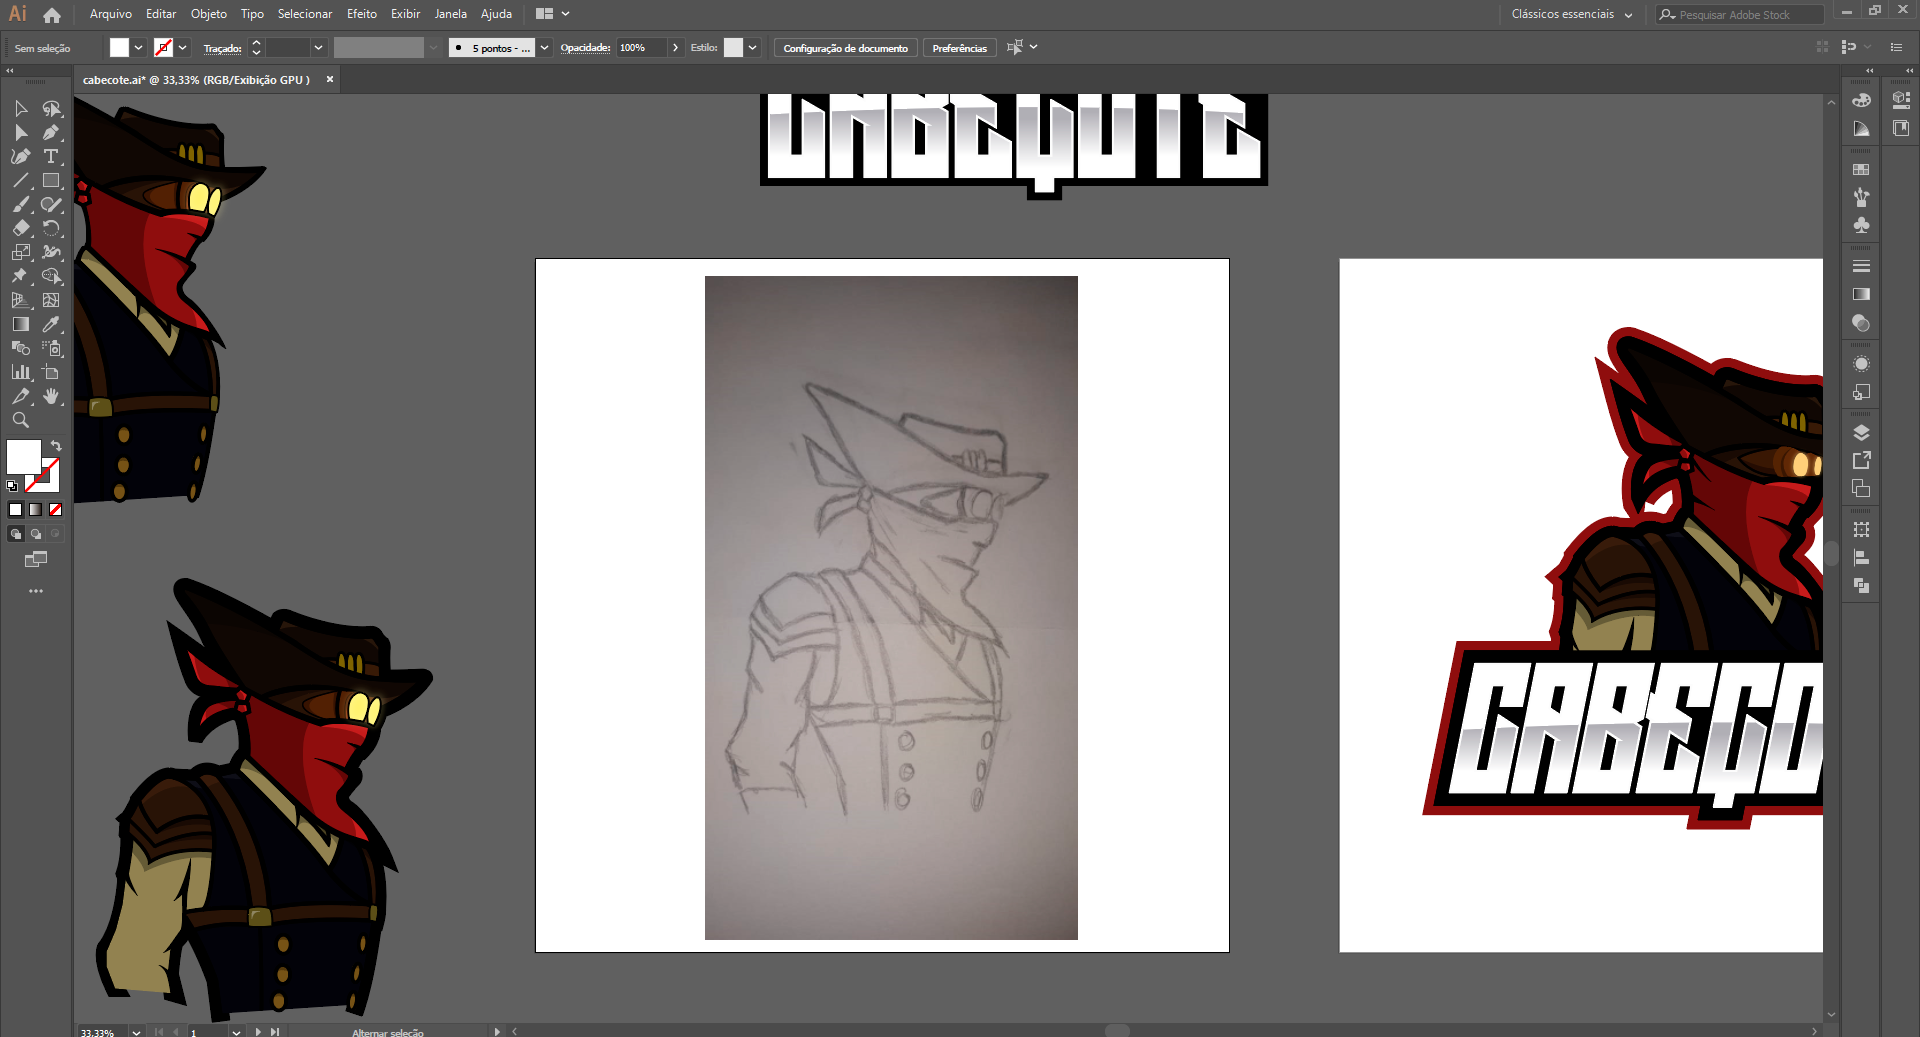 Ai Arquivo Editar Objeto Tipo Selecionar Efeito Exibir Janela Ajuda Clássicos essenciais Pesquisar Adobe Stock
Sem seleção Traçado: 5 pontos - ... Opacidade: 100% Estilo: Configuração de documento Preferências
cabecote.ai* @ 33,33% (RGB/Exibição GPU )
CABEÇOTE
CABEÇO
33,33% 1 Alternar seleção